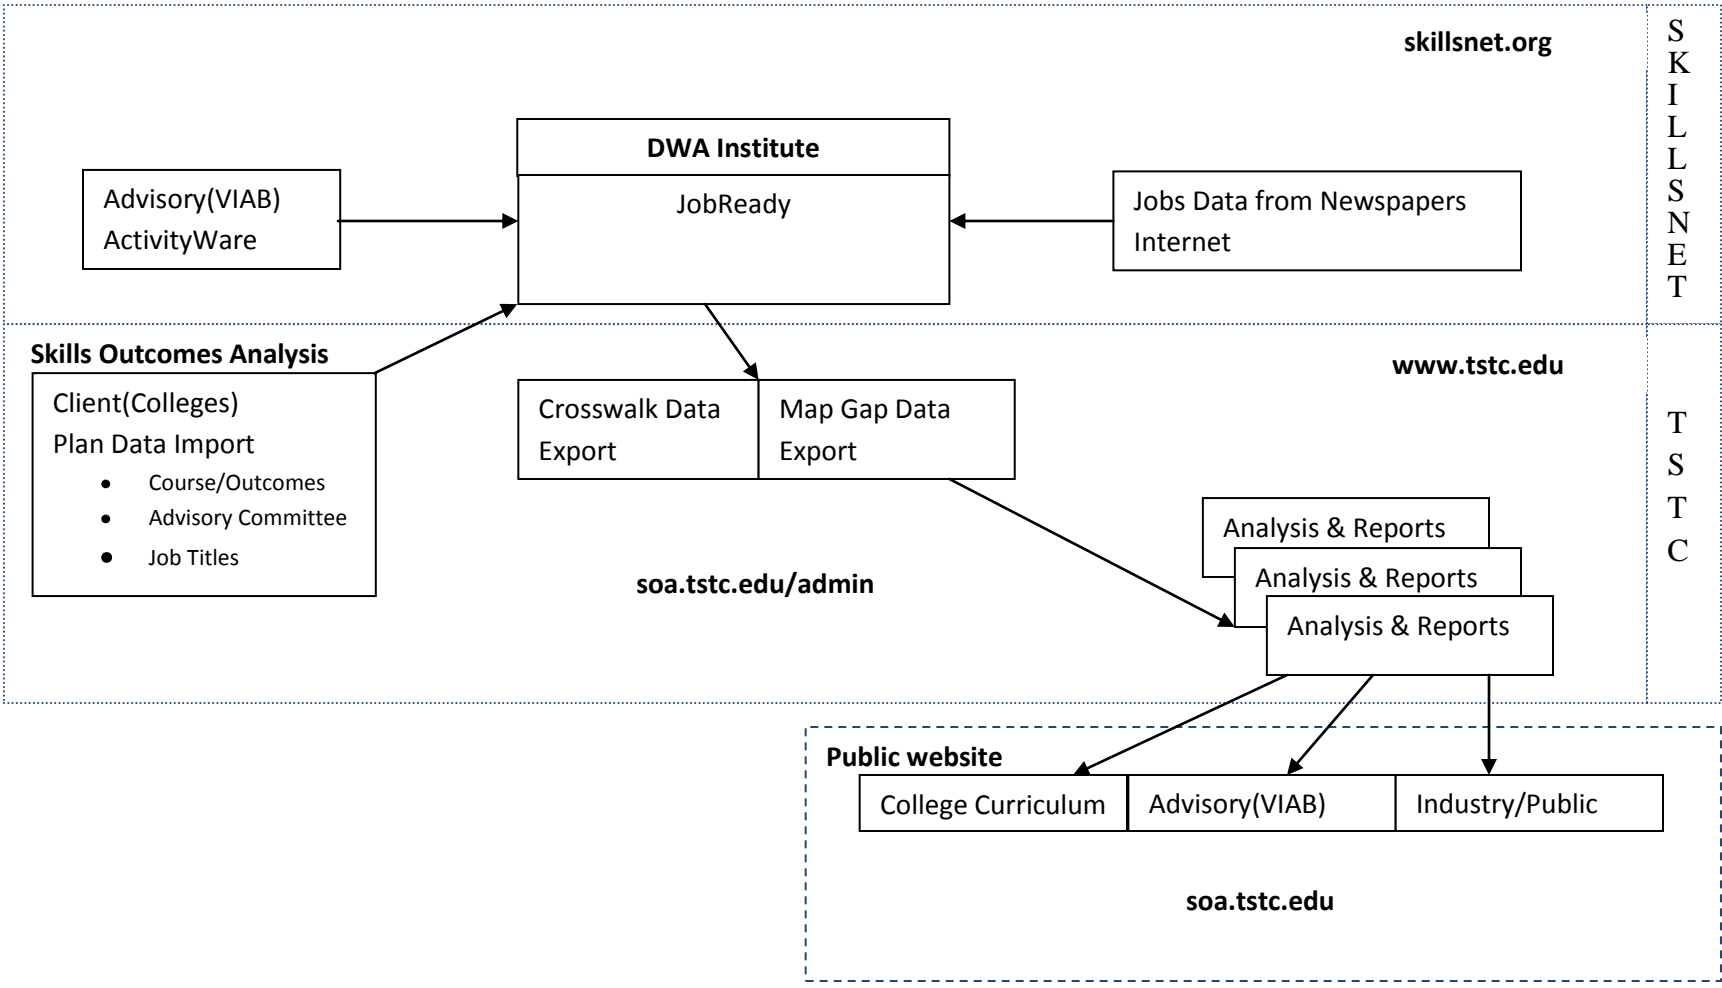 skillsnet.org
SKILLSNET
DWA Institute
JobReady
Advisory(VIAB)
ActivityWare
Jobs Data from Newspapers
Internet
Skills Outcomes Analysis
Client(Colleges)
Plan Data Import
• Course/Outcomes
• Advisory Committee
• Job Titles
www.tstc.edu
TSTC
Crosswalk Data
Export
Map Gap Data
Export
soa.tstc.edu/admin
Analysis & Reports
Analysis & Reports
Analysis & Reports
Public website
College Curriculum
Advisory(VIAB)
Industry/Public
soa.tstc.edu